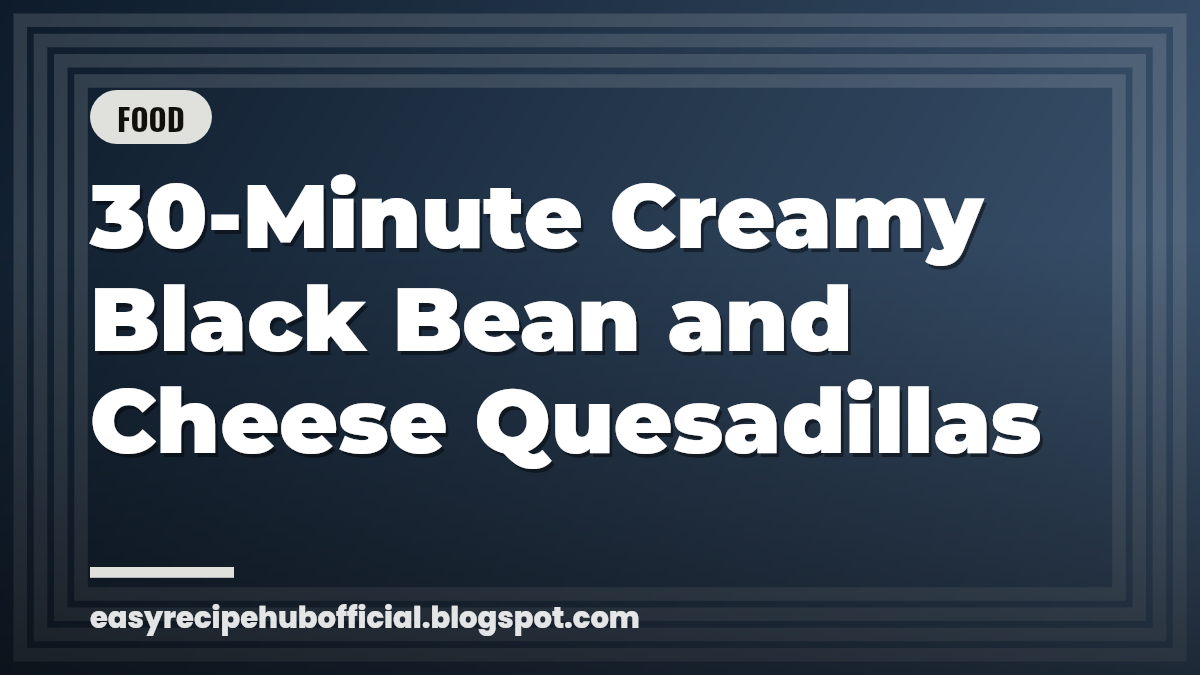 FOOD
30-Minute Creamy
Black Bean and
Cheese Quesadillas
easyrecipehubofficial.blogspot.com